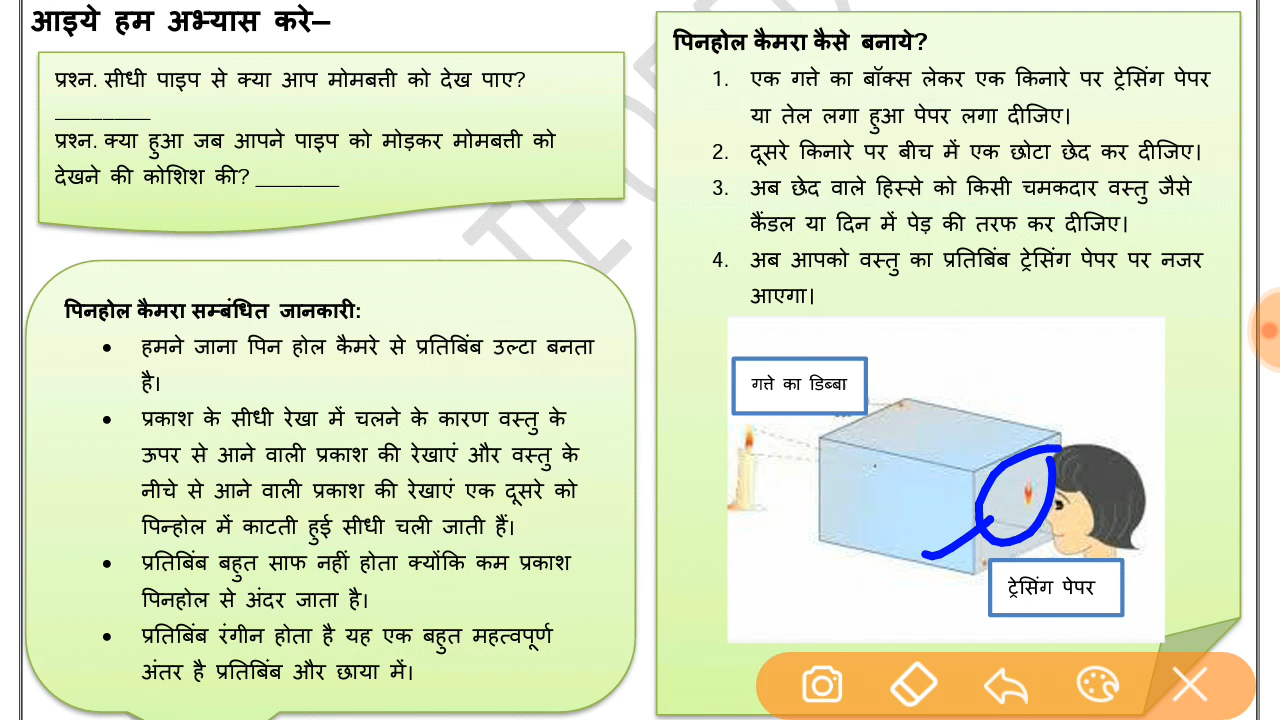 आइये हम अभ्यास करे–
प्रश्न. सीधी पाइप से क्या आप मोमबत्ती को देख पाए?
________
प्रश्न. क्या हुआ जब आपने पाइप को मोड़कर मोमबत्ती को
देखने की कोशिश की? _______
पिनहोल कैमरा सम्बंधित जानकारी:
• हमने जाना पिन होल कैमरे से प्रतिबिंब उल्टा बनता
है।
• प्रकाश के सीधी रेखा में चलने के कारण वस्तु के
ऊपर से आने वाली प्रकाश की रेखाएं और वस्तु के
नीचे से आने वाली प्रकाश की रेखाएं एक दूसरे को
पिन्होल में काटती हुई सीधी चली जाती हैं।
• प्रतिबिंब बहुत साफ नहीं होता क्योंकि कम प्रकाश
पिनहोल से अंदर जाता है।
• प्रतिबिंब रंगीन होता है यह एक बहुत महत्वपूर्ण
अंतर है प्रतिबिंब और छाया में।
पिनहोल कैमरा कैसे बनाये?
1. एक गत्ते का बॉक्स लेकर एक किनारे पर ट्रेसिंग पेपर
या तेल लगा हुआ पेपर लगा दीजिए।
2. दूसरे किनारे पर बीच में एक छोटा छेद कर दीजिए।
3. अब छेद वाले हिस्से को किसी चमकदार वस्तु जैसे
कैंडल या दिन में पेड़ की तरफ कर दीजिए।
4. अब आपको वस्तु का प्रतिबिंब ट्रेसिंग पेपर पर नजर
आएगा।
गत्ते का डिब्बा
ट्रेसिंग पेपर